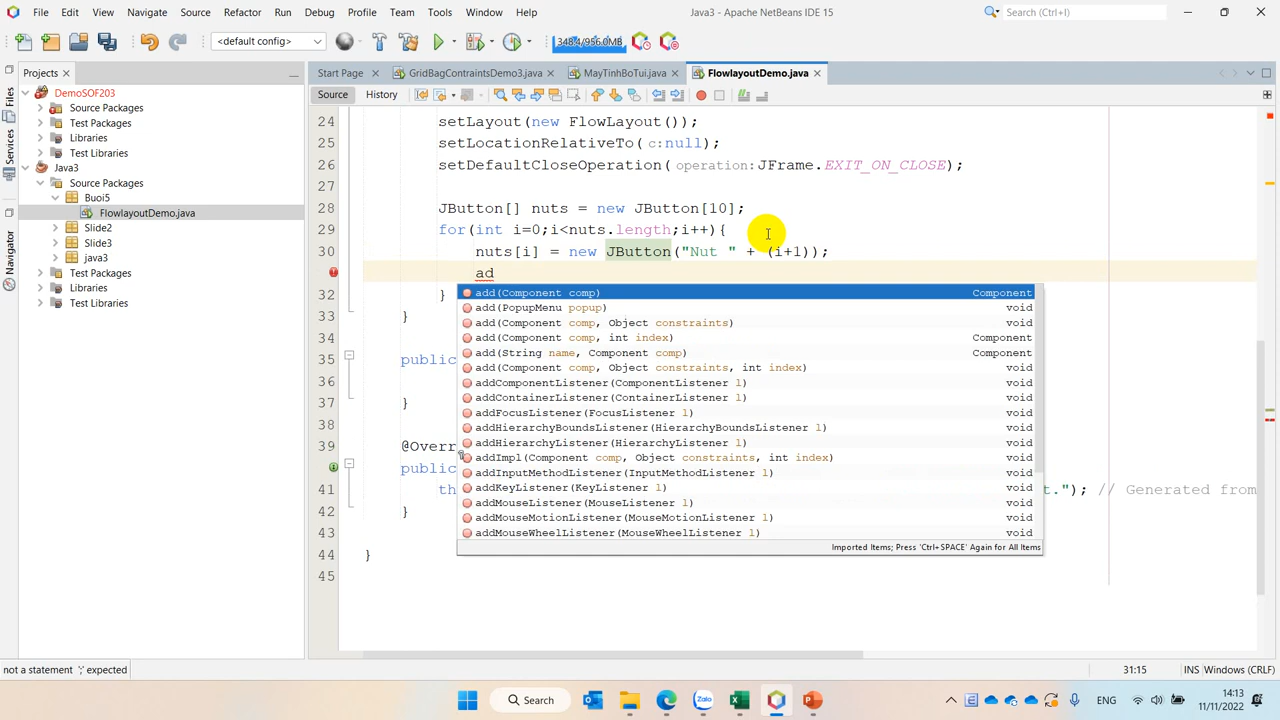 File Edit View Navigate Source Refactor Run Debug Profile Team Tools Window Help Java3 - Apache NetBeans IDE 15 Search (Ctrl+I)
<default config> 348.4/956.0MB
Projects Start Page GridBagContraintsDemo3.java MayTinhBoTui.java FlowlayoutDemo.java
Source History
Files
Services
Navigator
DemoSOF203
Source Packages
Test Packages
Libraries
Test Libraries
Java3
Source Packages
Buoi5
FlowlayoutDemo.java
Slide2
Slide3
java3
Test Packages
Libraries
Test Libraries
24 setLayout(new FlowLayout());
25 setLocationRelativeTo( c:null);
26 setDefaultCloseOperation( operation:JFrame.EXIT_ON_CLOSE);
27
28 JButton[] nuts = new JButton[10];
29 for(int i=0;i<nuts.length;i++){
30 nuts[i] = new JButton("Nut " + (i+1));
ad
32 }
33 }
34
35 public
36
37 }
38
39 @Overr
public
41 th t."); // Generated from
42 }
43
44 }
45
add(Component comp) Component
add(PopupMenu popup) void
add(Component comp, Object constraints) void
add(Component comp, int index) Component
add(String name, Component comp) Component
add(Component comp, Object constraints, int index) void
addComponentListener(ComponentListener l) void
addContainerListener(ContainerListener l) void
addFocusListener(FocusListener l) void
addHierarchyBoundsListener(HierarchyBoundsListener l) void
addHierarchyListener(HierarchyListener l) void
addImpl(Component comp, Object constraints, int index) void
addInputMethodListener(InputMethodListener l) void
addKeyListener(KeyListener l) void
addMouseListener(MouseListener l) void
addMouseMotionListener(MouseMotionListener l) void
addMouseWheelListener(MouseWheelListener l) void
Imported Items; Press 'Ctrl+SPACE' Again for All Items
not a statement ';' expected 31:15 INS Windows (CRLF)
Search Zalo ENG 14:13
11/11/2022